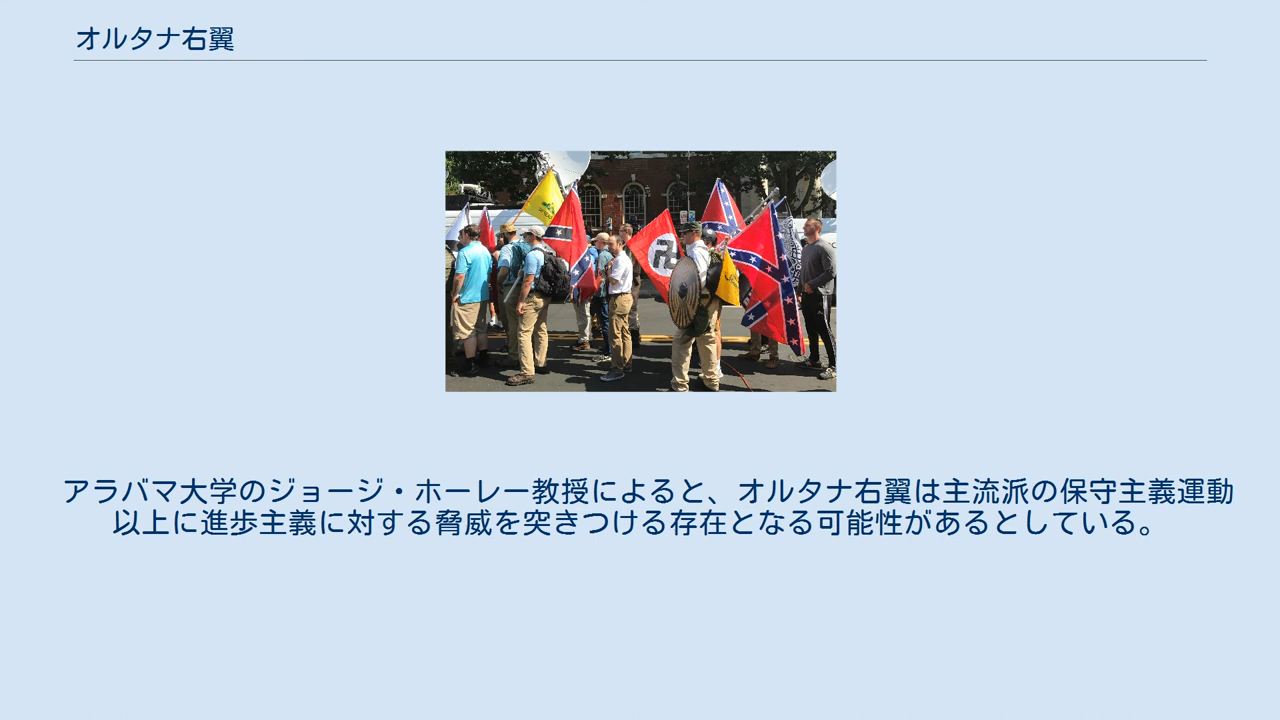 オルタナ右翼
アラバマ大学のジョージ・ホーレー教授によると、オルタナ右翼は主流派の保守主義運動
以上に進歩主義に対する脅威を突きつける存在となる可能性があるとしている。